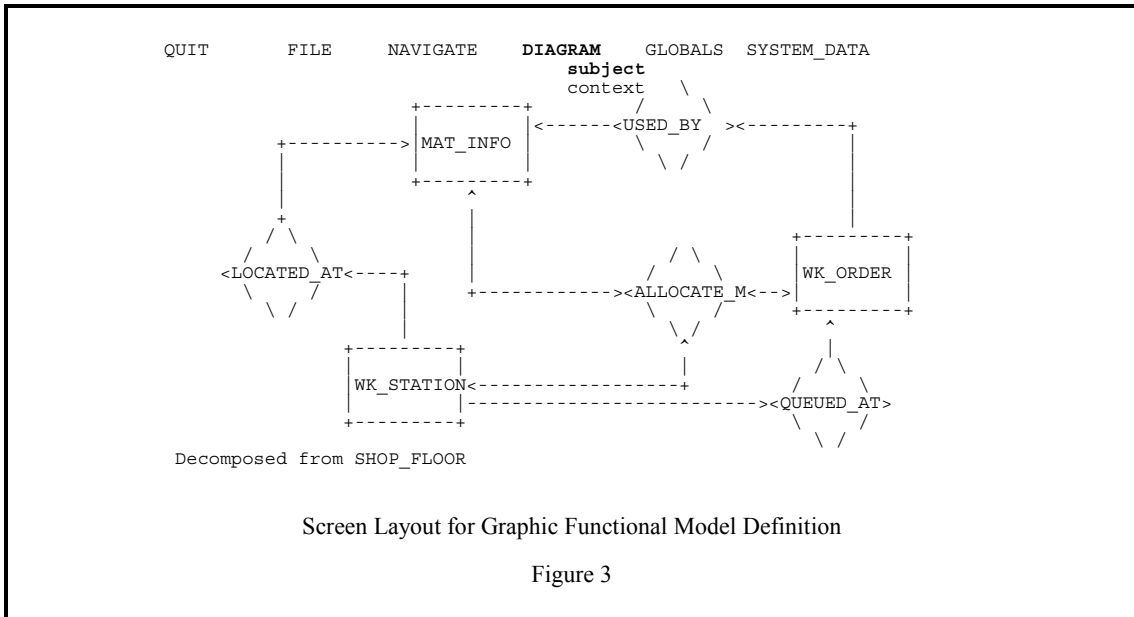 QUIT FILE NAVIGATE DIAGRAM GLOBALS SYSTEM_DATA
subject
context
USED_BY
MAT_INFO
LOCATED_AT
WK_ORDER
ALLOCATE_M
WK_STATION
QUEUED_AT
Decomposed from SHOP_FLOOR
Screen Layout for Graphic Functional Model Definition
Figure 3